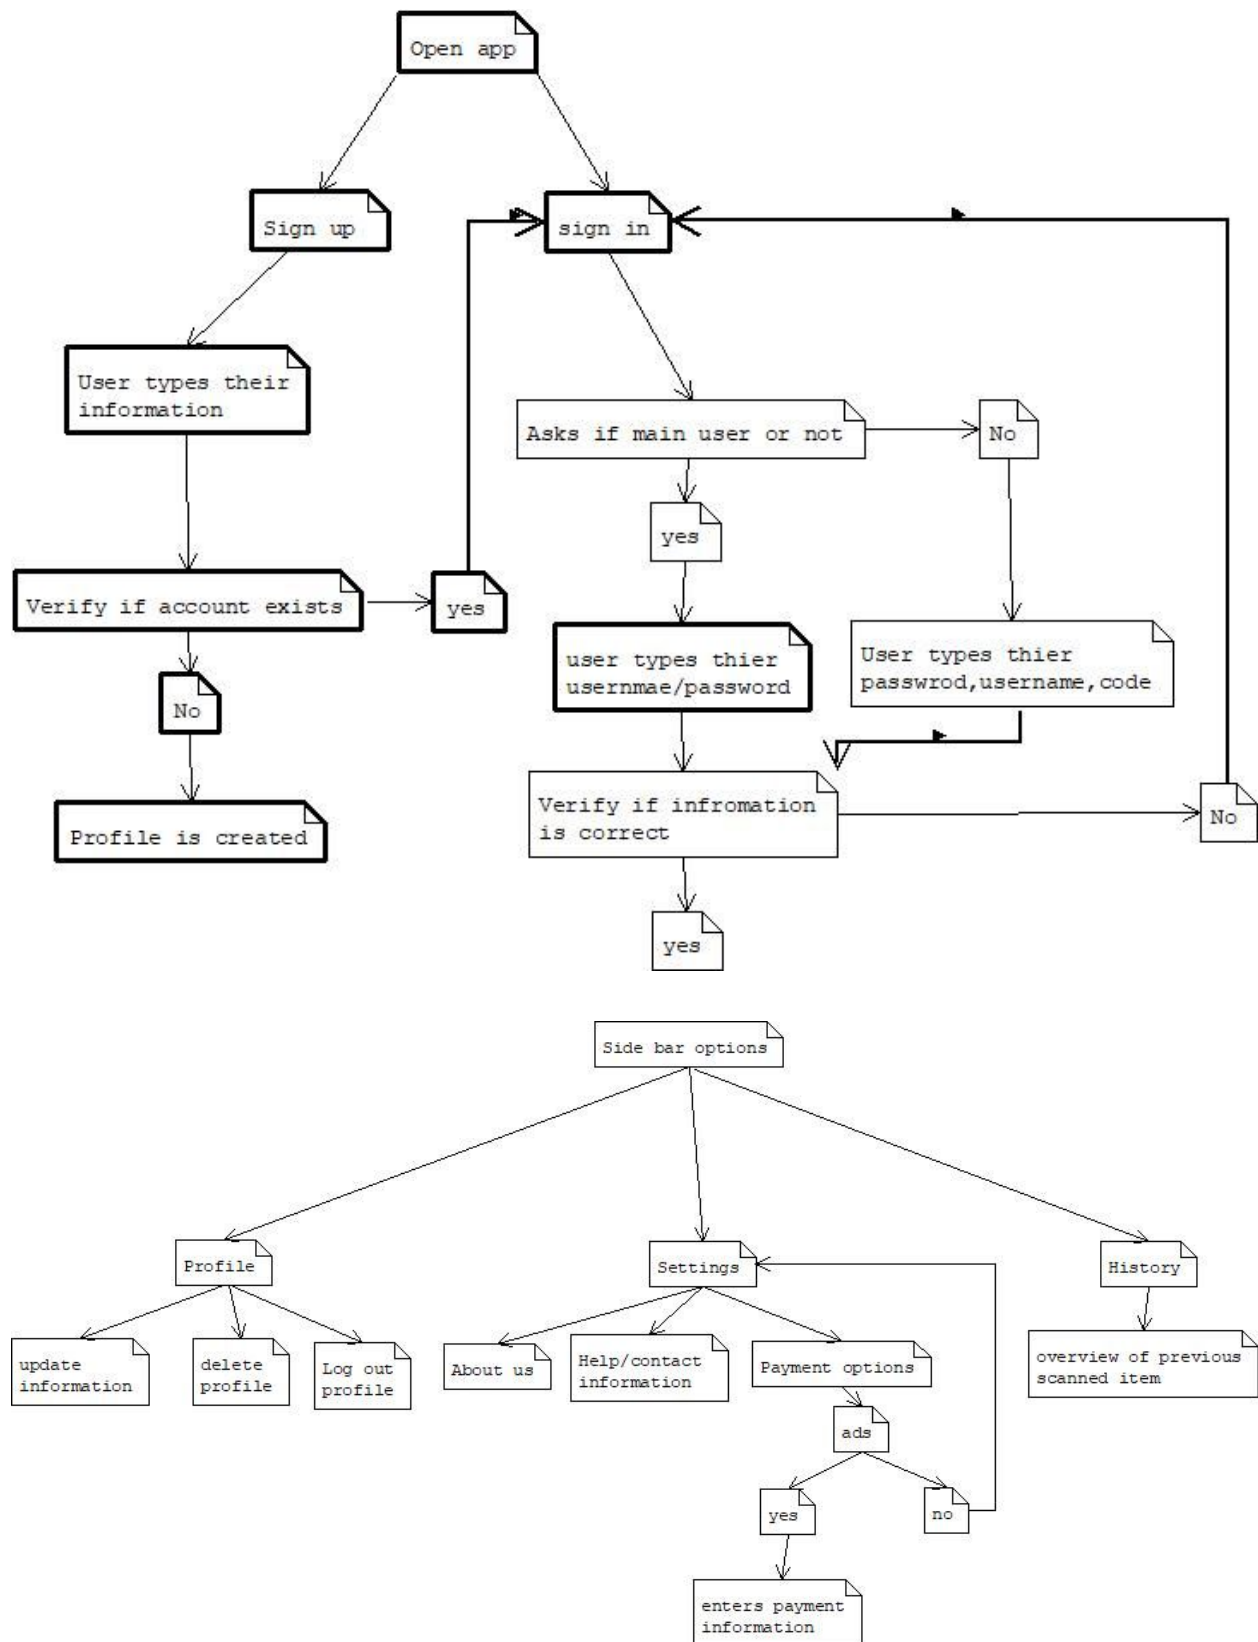 Open app
Sign up
sign in
User types their
information
Asks if main user or not
No
yes
Verify if account exists
yes
user types thier
usernmae/password
User types thier
passwrod,username,code
No
Verify if infromation
is correct
No
Profile is created
yes
Side bar options
Profile
Settings
History
update
information
delete
profile
Log out
profile
About us
Help/contact
information
Payment options
overview of previous
scanned item
ads
yes
no
enters payment
information